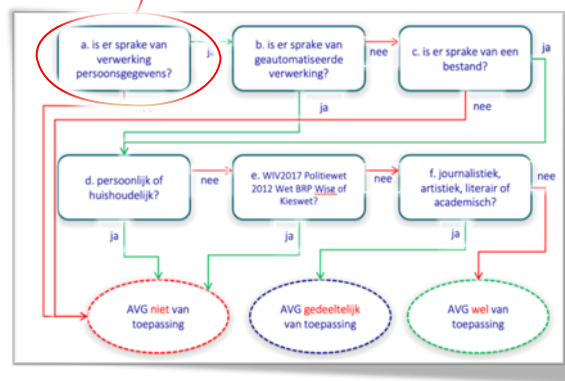 a. is er sprake van
verwerking
persoonsgegevens?
b. is er sprake van
geautomatiseerde
verwerking?
nee
c. is er sprake van een
bestand?
ja
ja
nee
d. persoonlijk of
huishoudelijk?
nee
e. WIV2017 Politiewet
2012 Wet BRP Wise of
Kieswet?
nee
f. journalistiek,
artistiek, literair of
academisch?
nee
ja
ja
ja
AVG niet van
toepassing
AVG gedeeltelijk
van toepassing
AVG wel van
toepassing